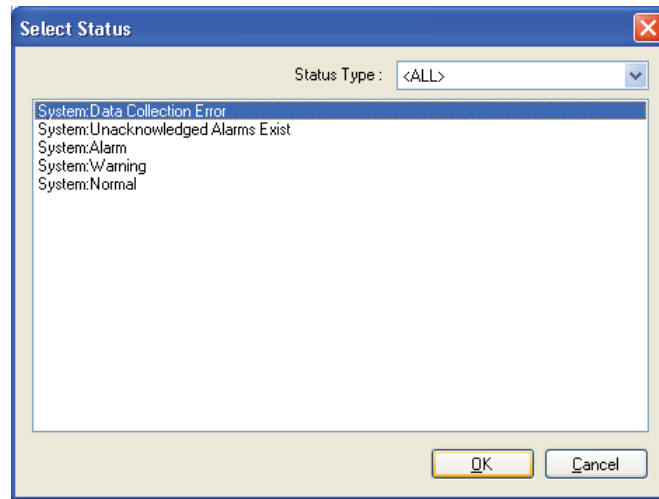 Select Status
Status Type : <ALL>
System:Data Collection Error
System:Unacknowledged Alarms Exist
System:Alarm
System:Warning
System:Normal
OK Cancel